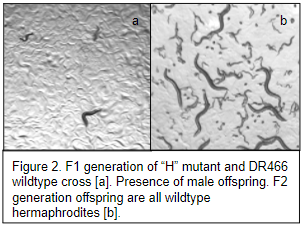 a
b
Figure 2. F1 generation of “H” mutant and DR466
wildtype cross [a]. Presence of male offspring. F2
generation offspring are all wildtype
hermaphrodites [b].